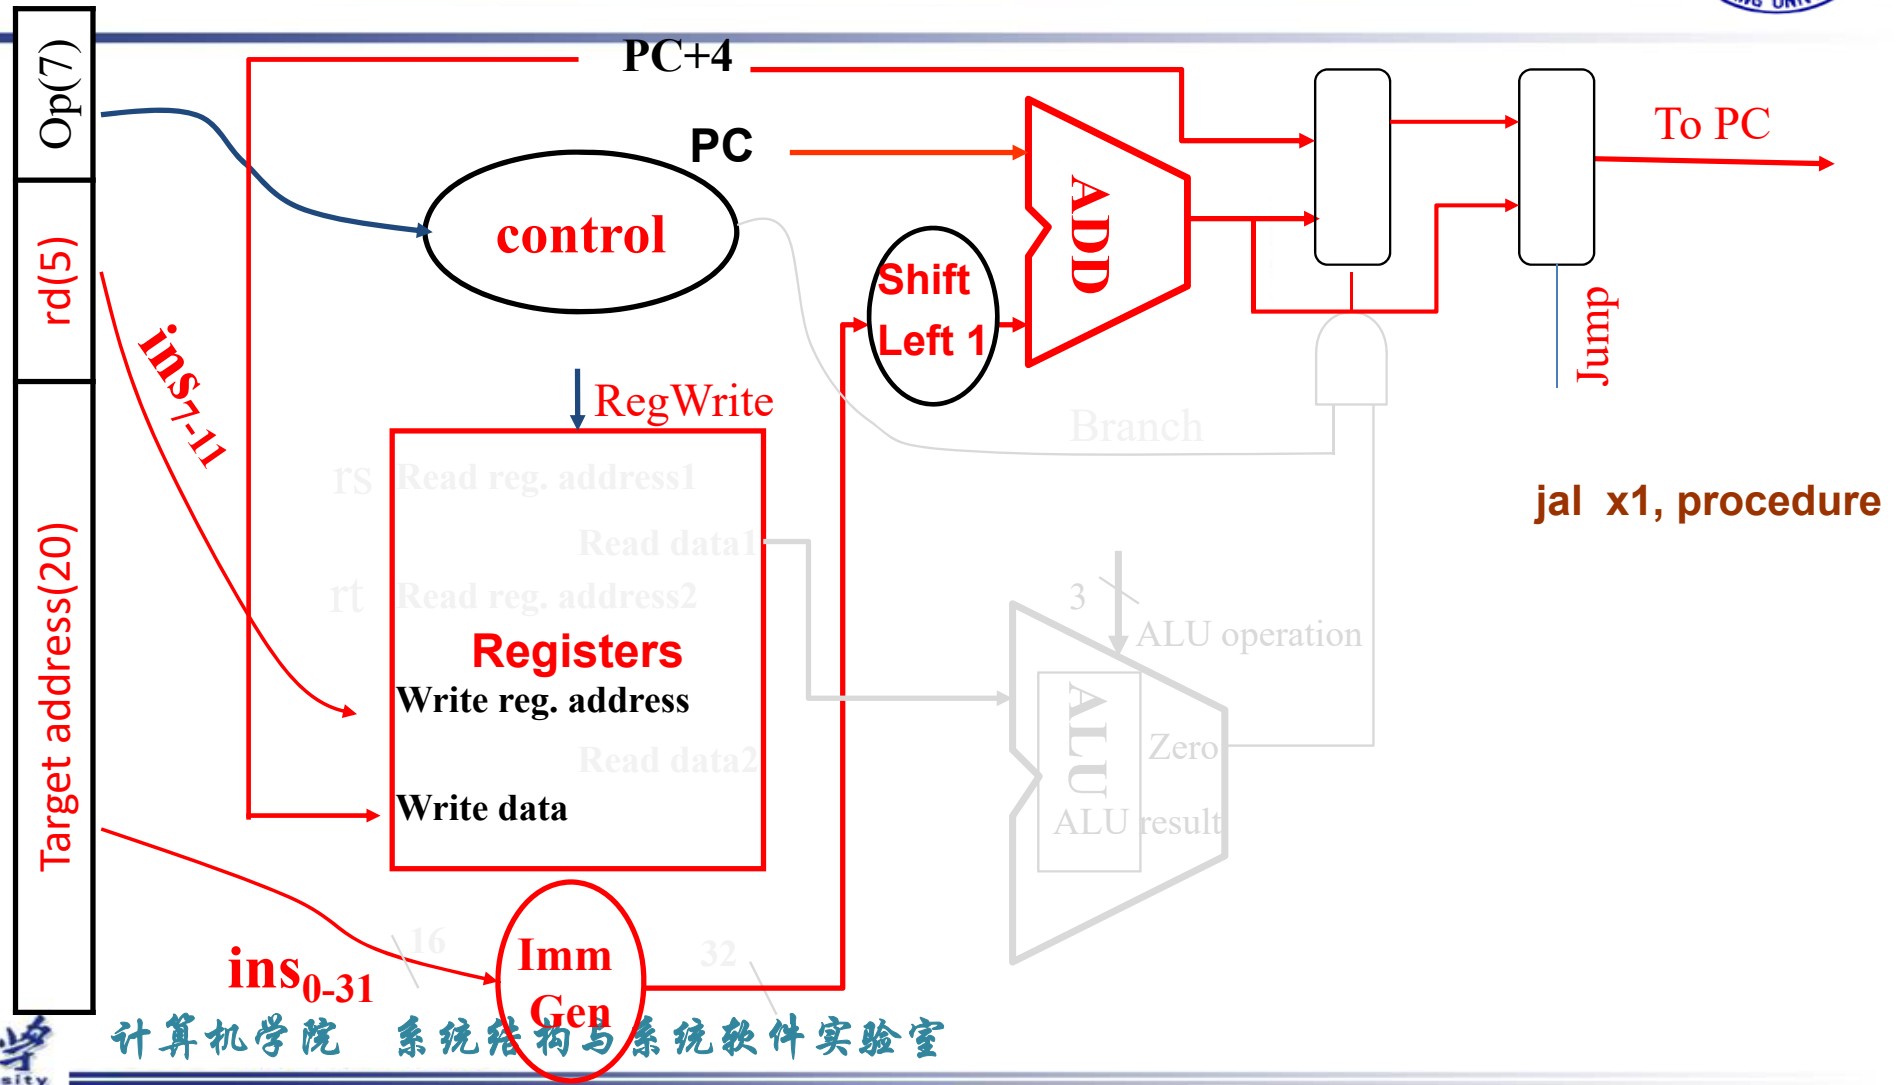 Op(7)
rd(5)
Target address(20)
PC+4
PC
control
ins7-11
Shift
Left 1
ADD
To PC
Jump
RegWrite
Branch
rs
Read reg. address1
Read data1
rt
Read reg. address2
Registers
Write reg. address
Read data2
Write data
jal x1, procedure
3
ALU operation
ALU
Zero
ALU result
16
32
ins0-31
Imm
Gen
计算机学院 系统结构与系统软件实验室